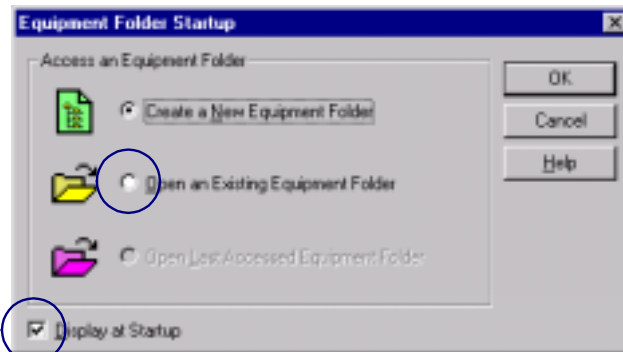 Equipment Folder Startup
Access an Equipment Folder
OK
Create a New Equipment Folder
Cancel
Help
Open an Existing Equipment Folder
Open Last Accessed Equipment Folder
Display at Startup